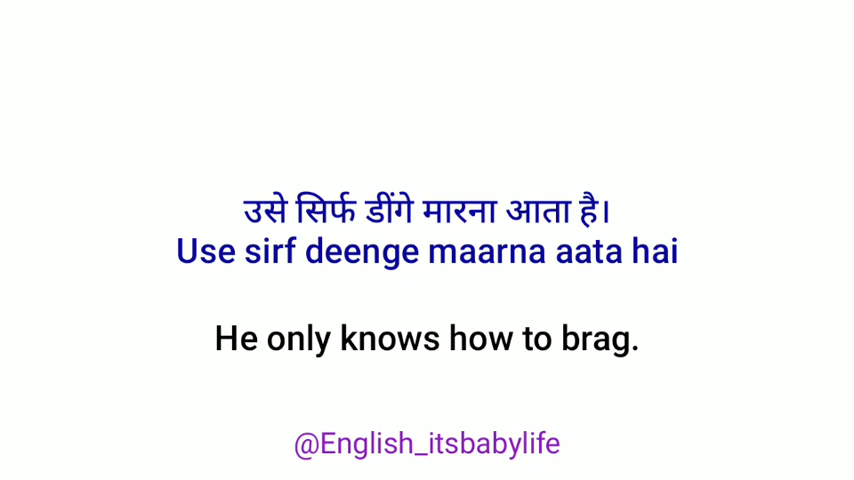 उसे सिर्फ डींगे मारना आता है।
Use sirf deenge maarna aata hai
He only knows how to brag.
@English_itsbabylife